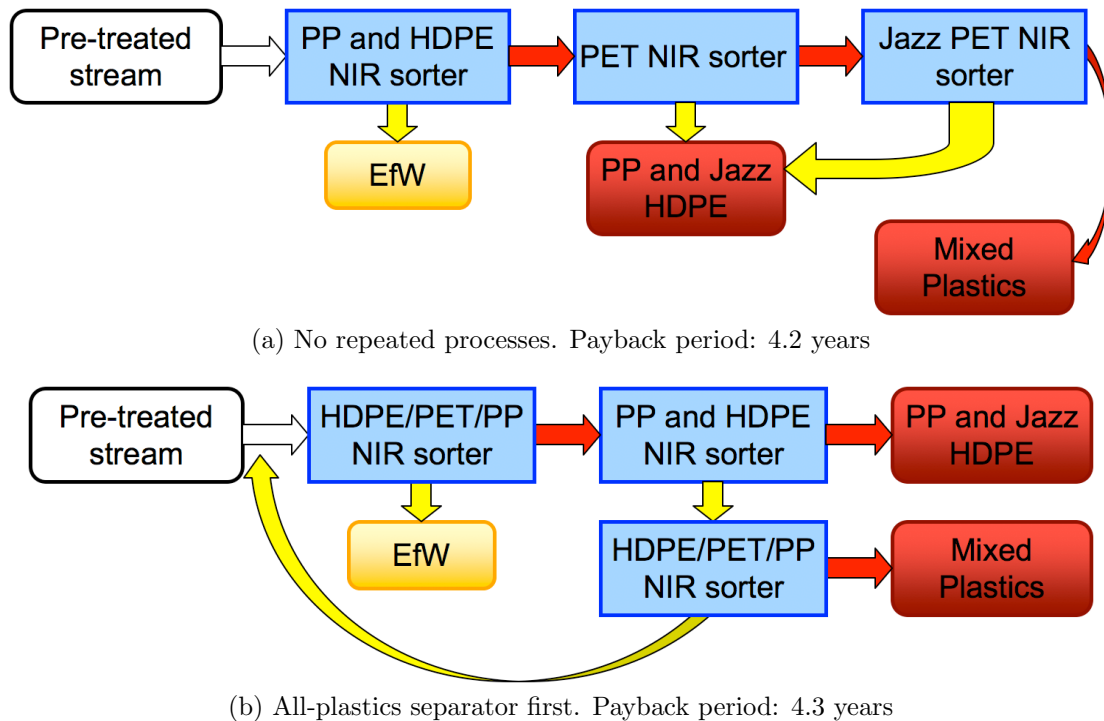 Pre-treated
stream
PP and HDPE
NIR sorter
PET NIR sorter
Jazz PET NIR
sorter
EfW
PP and Jazz
HDPE
Mixed
Plastics
(a) No repeated processes. Payback period: 4.2 years
Pre-treated
stream
HDPE/PET/PP
NIR sorter
PP and HDPE
NIR sorter
PP and Jazz
HDPE
EfW
HDPE/PET/PP
NIR sorter
Mixed
Plastics
(b) All-plastics separator first. Payback period: 4.3 years